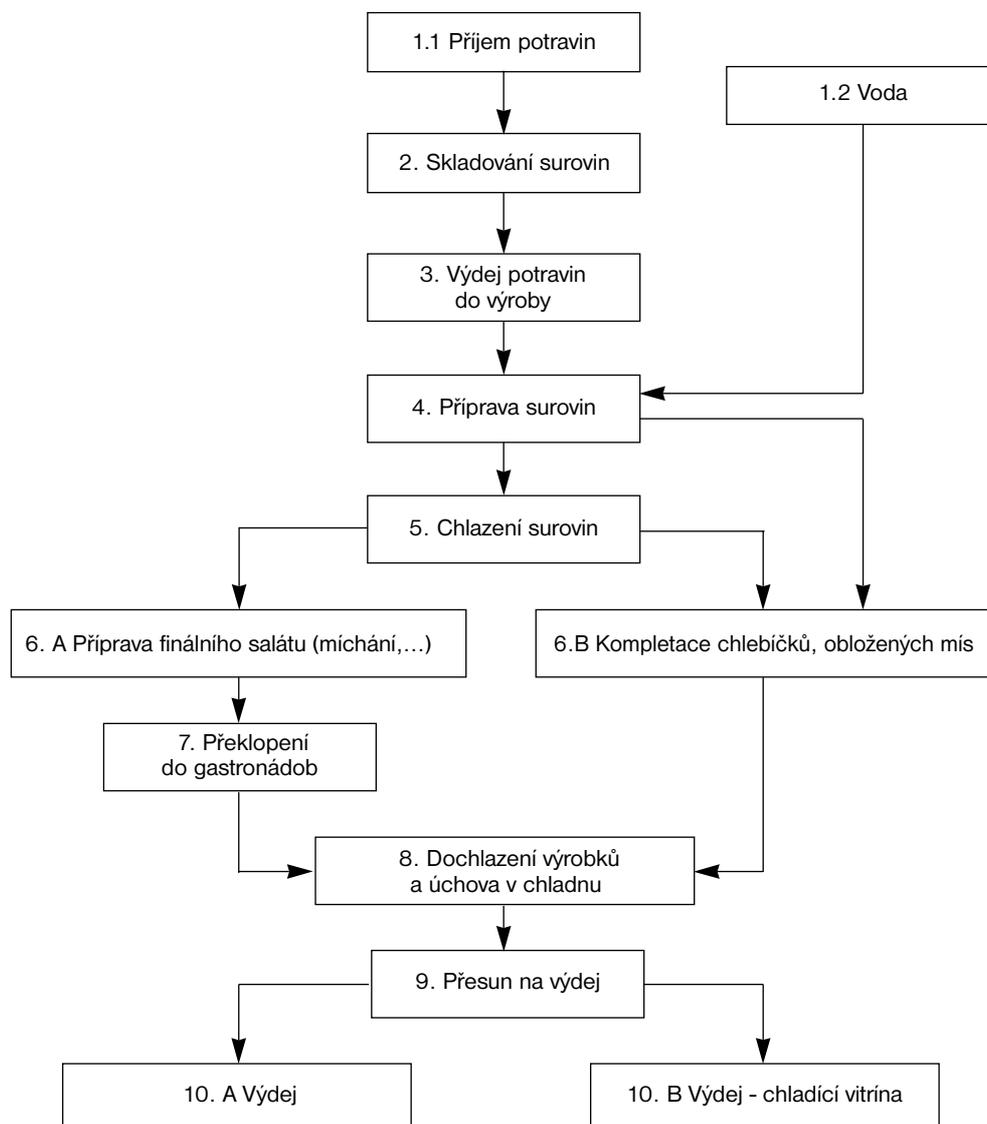 1.1 Příjem potravin
1.2 Voda
2. Skladování surovin
3. Výdej potravin
do výroby
4. Příprava surovin
5. Chlazení surovin
6. A Příprava finálního salátu (míchání,...)
6.B Kompletace chlebíčků, obložených mís
7. Překlopení
do gastronádob
8. Dochlazení výrobků
a úchova v chladnu
9. Přesun na výdej
10. A Výdej
10. B Výdej - chladící vitrína